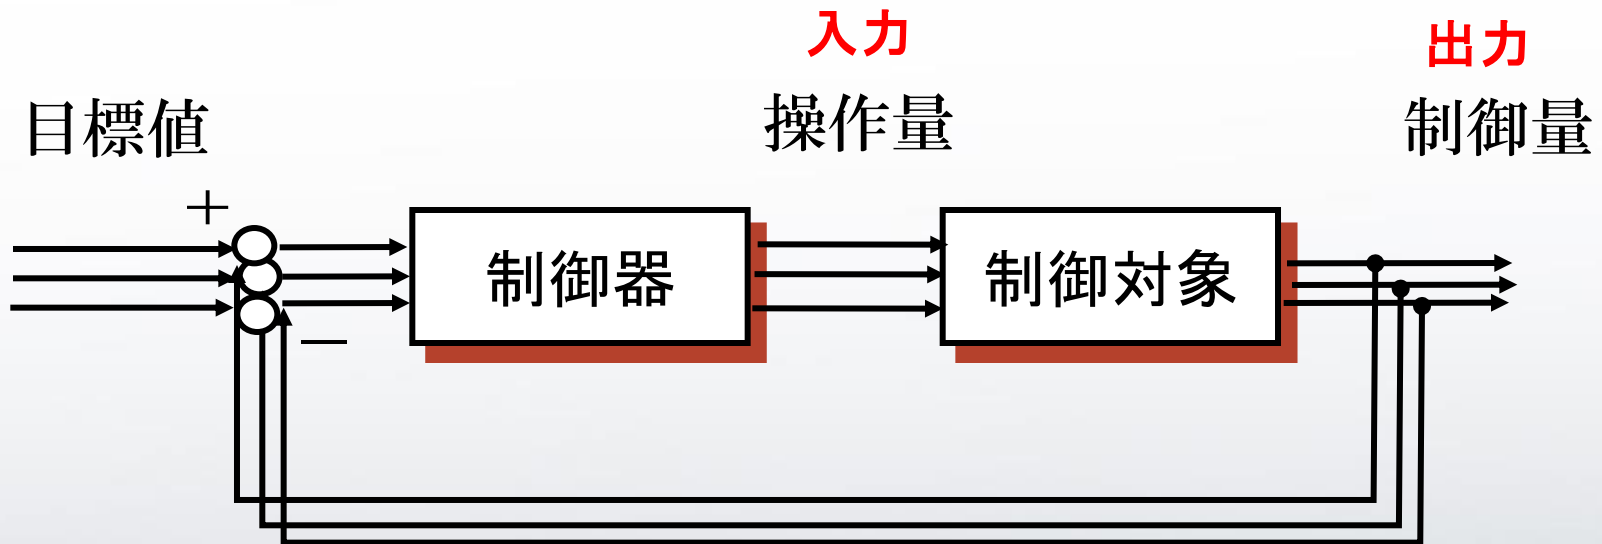 入力
出力
目標値
操作量
制御量
＋
制御器
制御対象
－